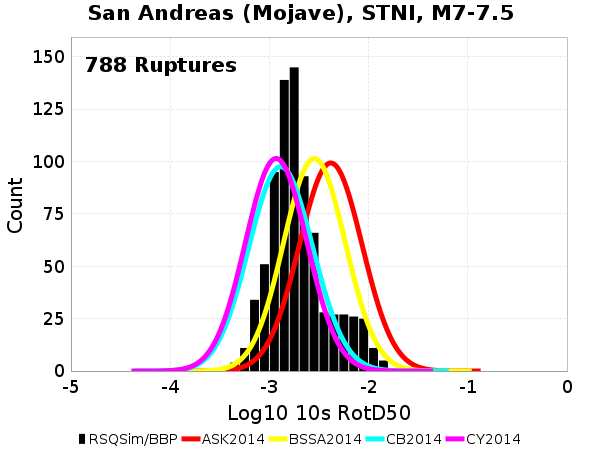 San Andreas (Mojave), STNI, M7-7.5
788 Ruptures
150
125
100
75
50
25
0
Count
-5 -4 -3 -2 -1 0
Log10 10s RotD50
RSQSim/BBP ASK2014 BSSA2014 CB2014 CY2014